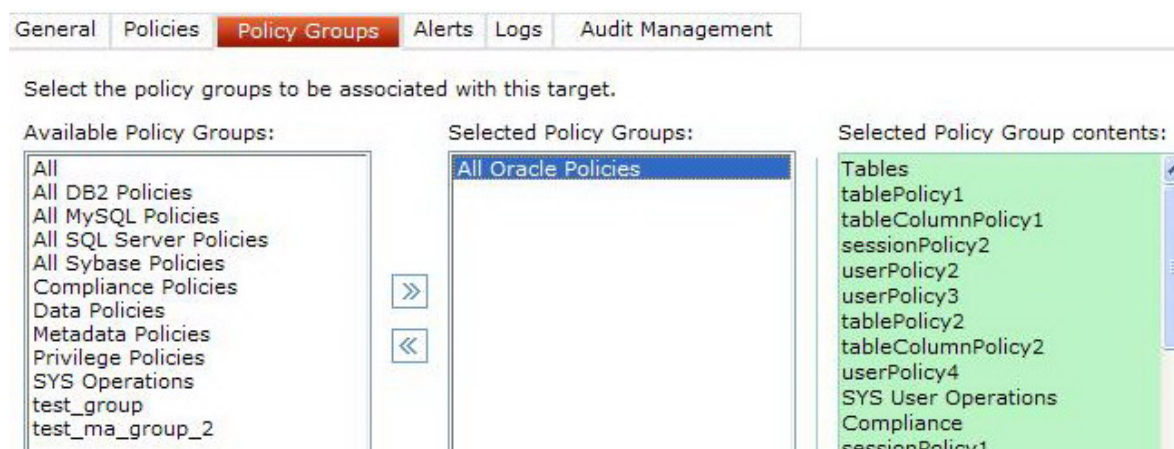 General Policies Policy Groups Alerts Logs Audit Management
Select the policy groups to be associated with this target.
Available Policy Groups:
All
All DB2 Policies
All MySQL Policies
All SQL Server Policies
All Sybase Policies
Compliance Policies
Data Policies
Metadata Policies
Privilege Policies
SYS Operations
test_group
test_ma_group_2
Selected Policy Groups:
All Oracle Policies
Selected Policy Group contents:
Tables
tablePolicy1
tableColumnPolicy1
sessionPolicy2
userPolicy2
userPolicy3
tablePolicy2
tableColumnPolicy2
userPolicy4
SYS User Operations
Compliance
sessionPolicy1